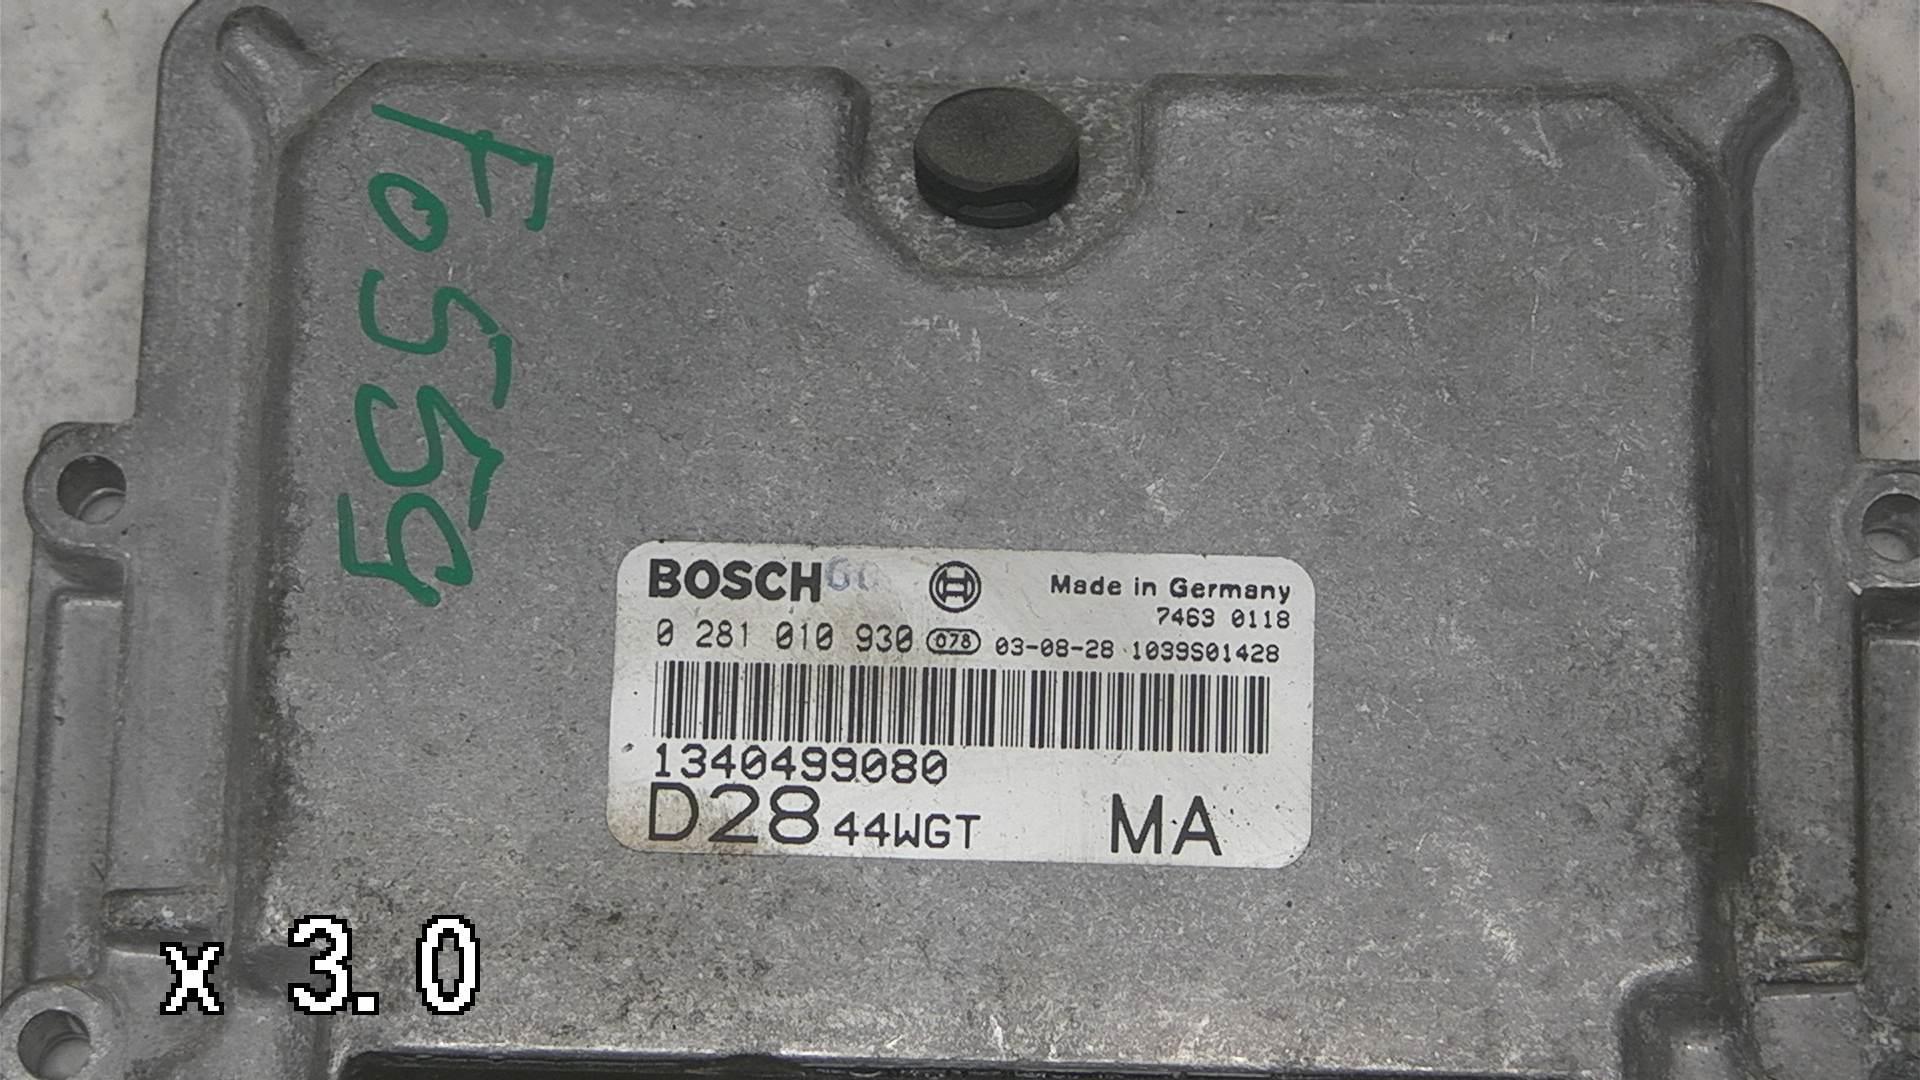 Fo559
BOSCH
Made in Germany
7463 0118
0 281 010 930 078 03-08-28 1039S01428
1340499080
D28 44WGT MA
x 3.0